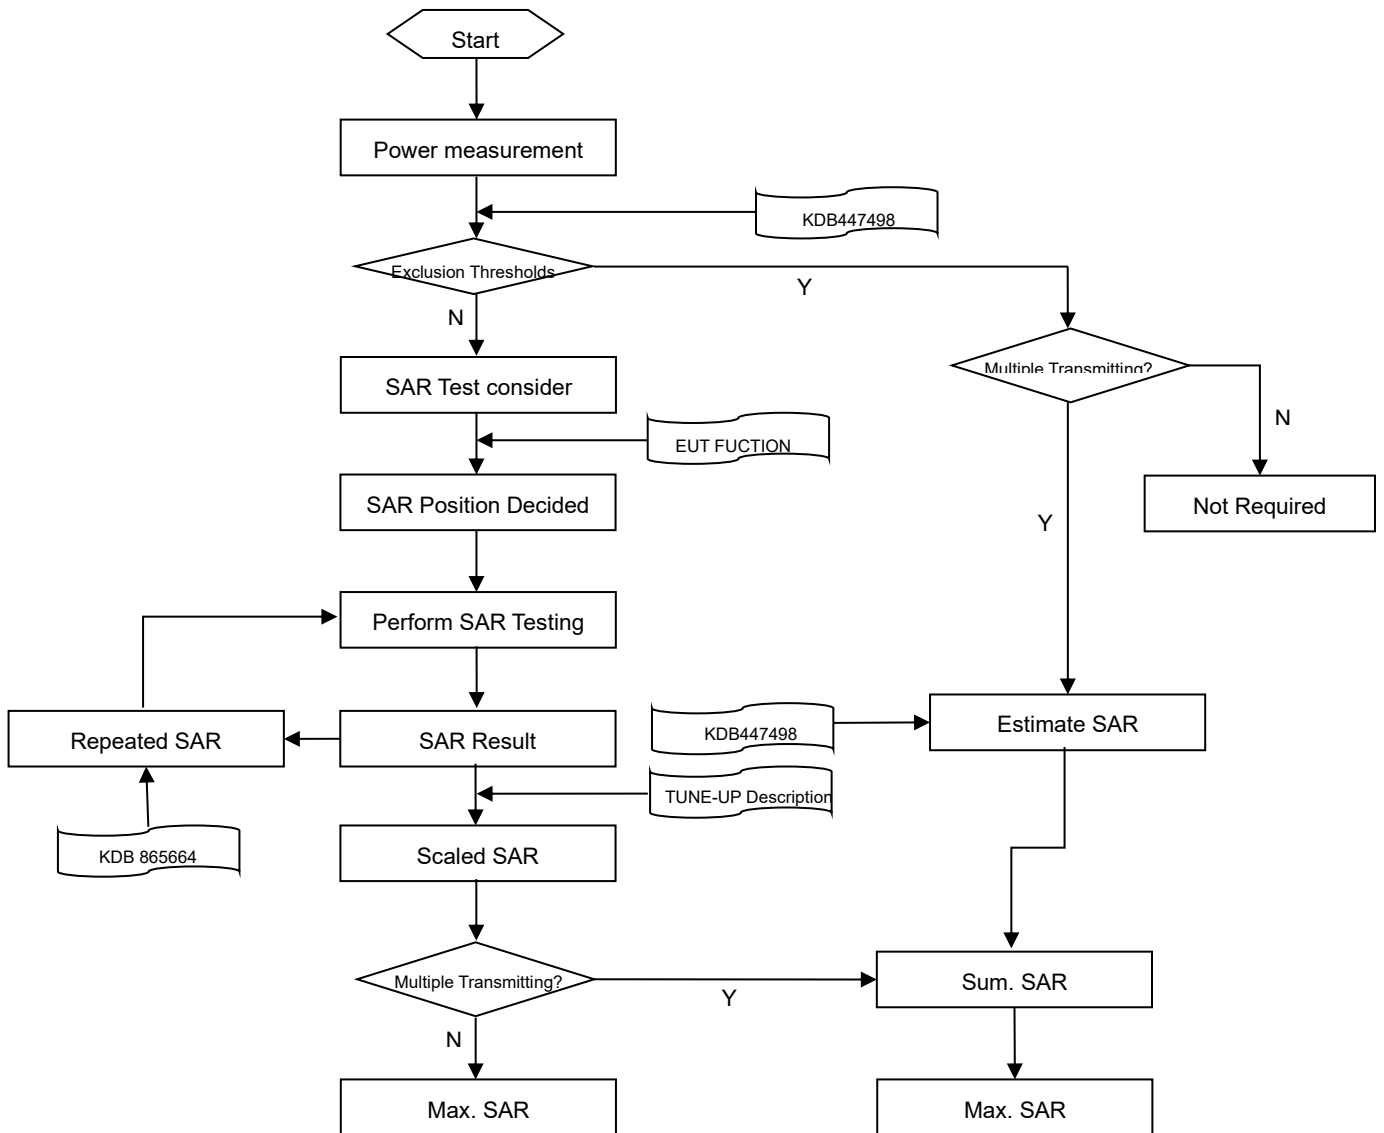 Start
Power measurement
KDB447498
Exclusion Thresholds
Y
N
Multiple Transmitting?
SAR Test consider
N
EUT FUCTION
SAR Position Decided
Not Required
Y
Perform SAR Testing
Repeated SAR
SAR Result
KDB447498
Estimate SAR
TUNE-UP Description
KDB 865664
Scaled SAR
Multiple Transmitting?
Y
Sum. SAR
N
Max. SAR
Max. SAR